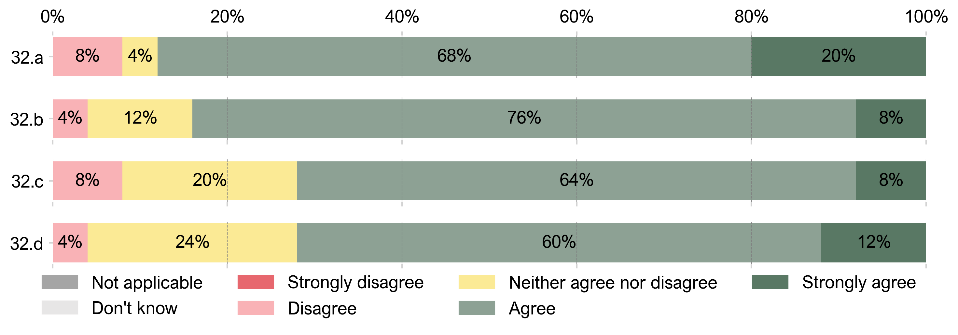 0% 20% 40% 60% 80% 100%
32.a 8% 4% 68% 20%
32.b 4% 12% 76% 8%
32.c 8% 20% 64% 8%
32.d 4% 24% 60% 12%
Not applicable Strongly disagree Neither agree nor disagree Strongly agree
Don't know Disagree Agree